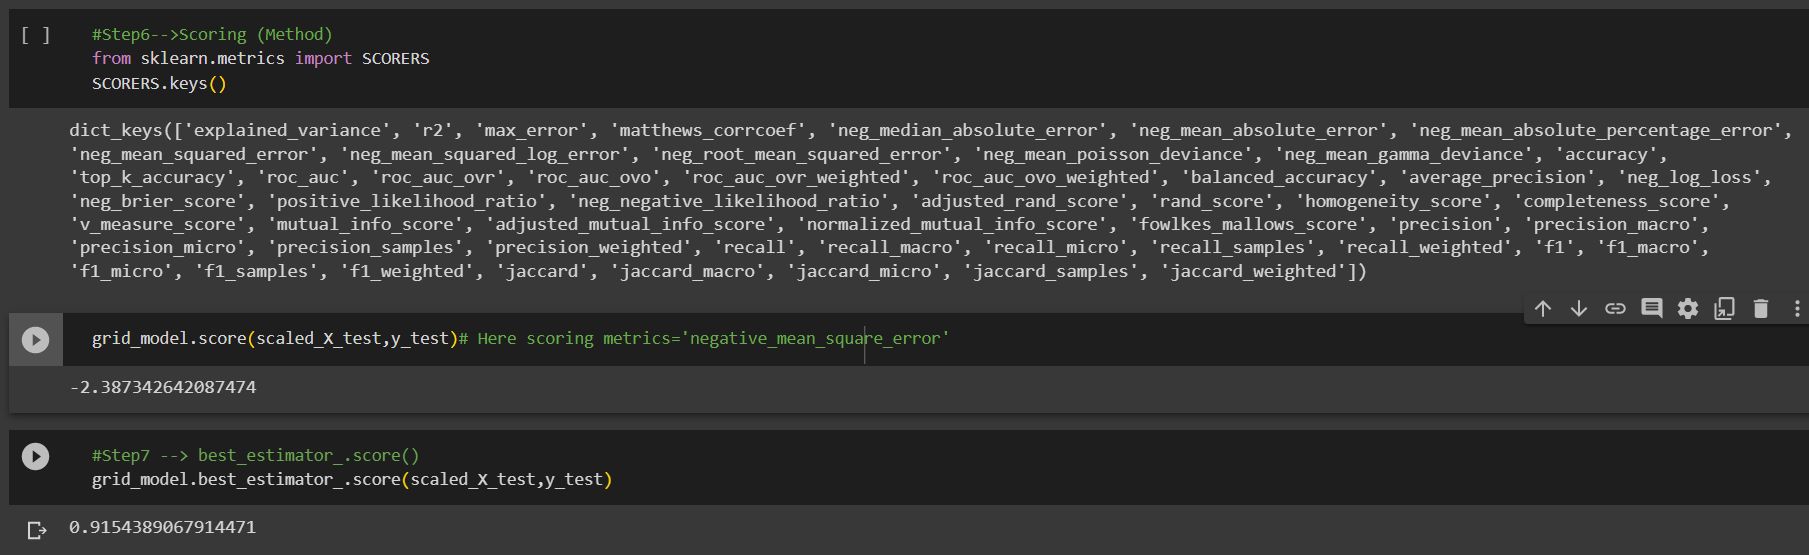 [ ]
#Step6-->Scoring (Method)
from sklearn.metrics import SCORERS
SCORERS.keys()
dict_keys(['explained_variance', 'r2', 'max_error', 'matthews_corrcoef', 'neg_median_absolute_error', 'neg_mean_absolute_error', 'neg_mean_absolute_percentage_error',
'neg_mean_squared_error', 'neg_mean_squared_log_error', 'neg_root_mean_squared_error', 'neg_mean_poisson_deviance', 'neg_mean_gamma_deviance', 'accuracy',
'top_k_accuracy', 'roc_auc', 'roc_auc_ovr', 'roc_auc_ovo', 'roc_auc_ovr_weighted', 'roc_auc_ovo_weighted', 'balanced_accuracy', 'average_precision', 'neg_log_loss',
'neg_brier_score', 'positive_likelihood_ratio', 'neg_negative_likelihood_ratio', 'adjusted_rand_score', 'rand_score', 'homogeneity_score', 'completeness_score',
'v_measure_score', 'mutual_info_score', 'adjusted_mutual_info_score', 'normalized_mutual_info_score', 'fowlkes_mallows_score', 'precision', 'precision_macro',
'precision_micro', 'precision_samples', 'precision_weighted', 'recall', 'recall_macro', 'recall_micro', 'recall_samples', 'recall_weighted', 'f1', 'f1_macro',
'f1_micro', 'f1_samples', 'f1_weighted', 'jaccard', 'jaccard_macro', 'jaccard_micro', 'jaccard_samples', 'jaccard_weighted'])
grid_model.score(scaled_X_test,y_test)# Here scoring metrics='negative_mean_square_error'
-2.387342642087474
#Step7 --> best_estimator_.score()
grid_model.best_estimator_.score(scaled_X_test,y_test)
0.9154389067914471